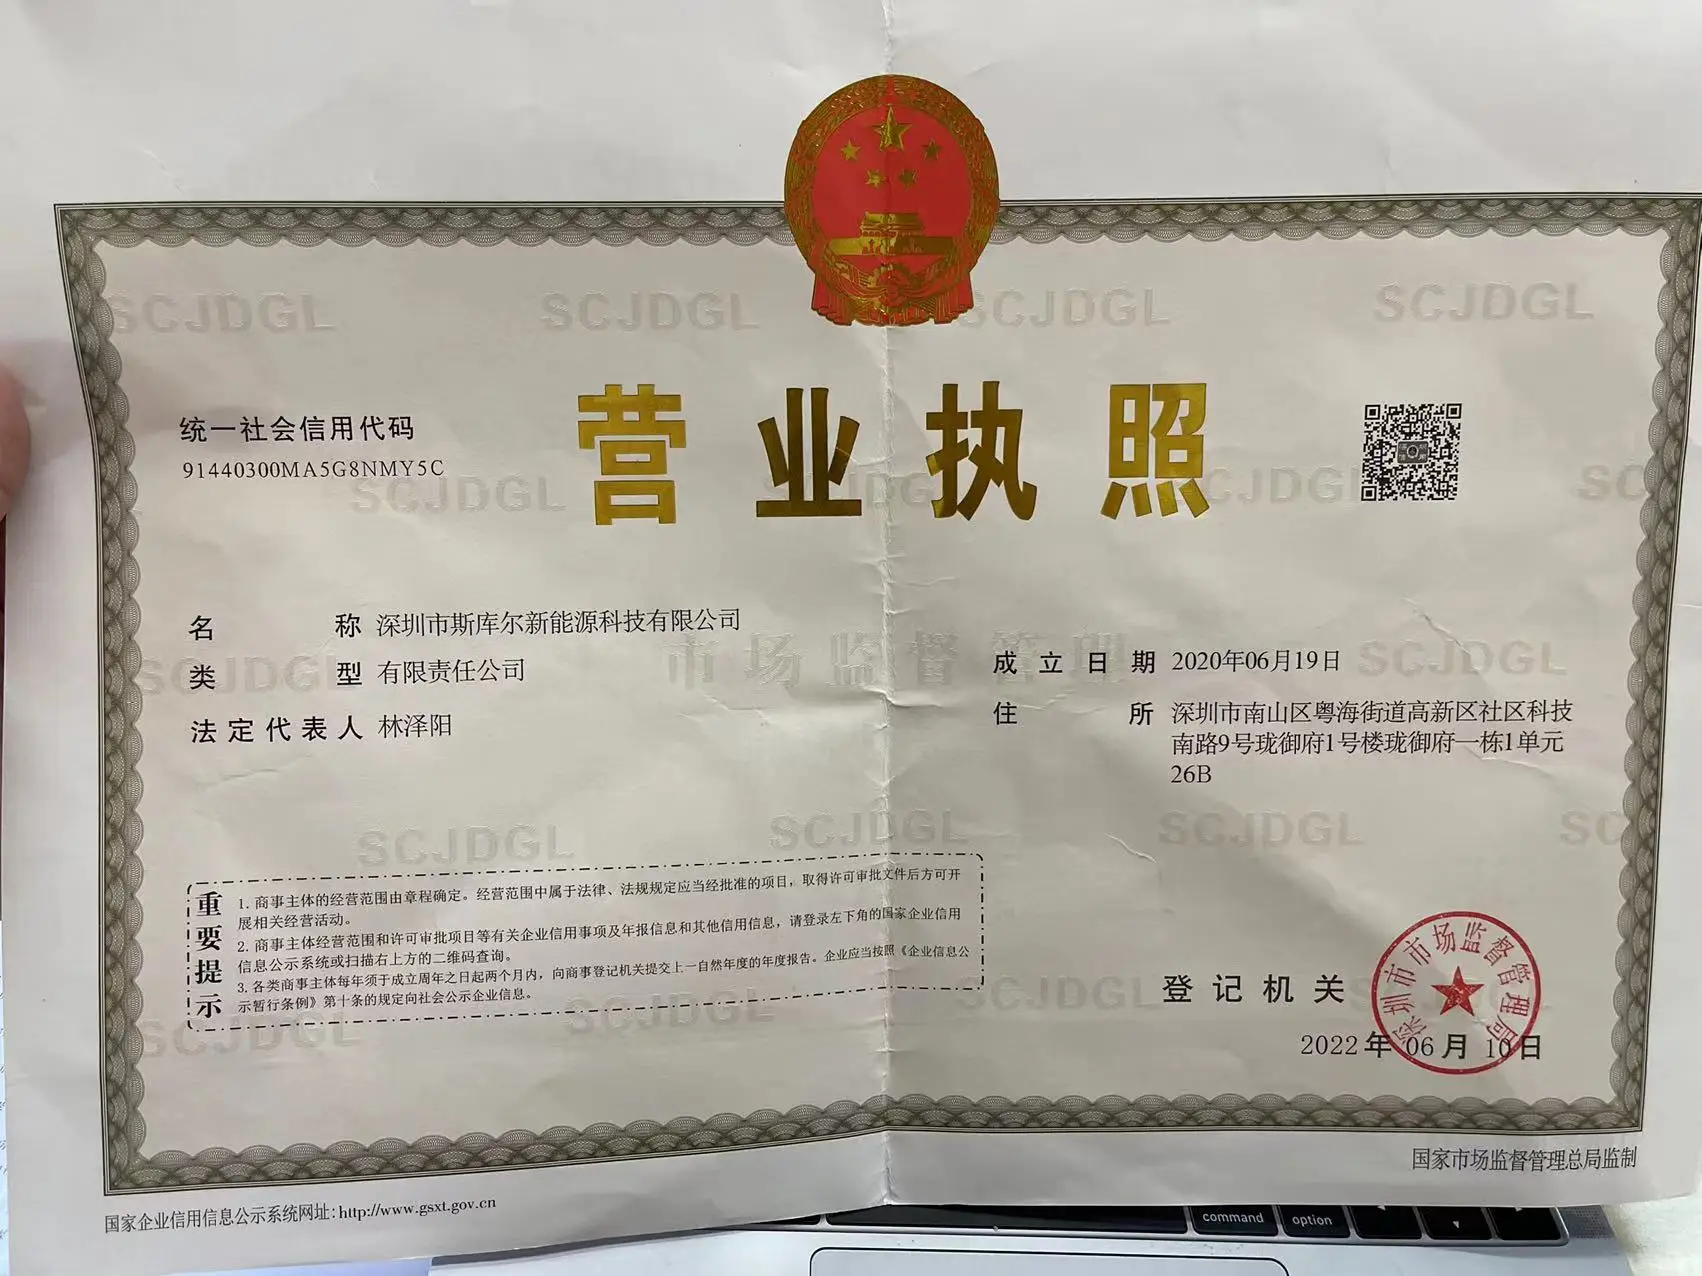 SCJDGL SCJDGL SCJDGL SCJDGL
营业执照
统一社会信用代码
91440300MA5G8NMY5C
SCJDGL SCJDGL SCJDGL SC
名称 深圳市斯库尔新能源科技有限公司
类型 有限责任公司
法定代表人 林泽阳
SCJDGL 市场监督管理 SCJDGL
成立日期 2020年06月19日
住所 深圳市南山区粤海街道高新区社区科技
南路9号珑御府1号楼珑御府一栋1单元
26B
SCJDGL SCJDGL SCJDGL SC
重要提示
1. 商事主体的经营范围由章程确定。经营范围中属于法律、法规规定应当经批准的项目，取得许可审批文件后方可开
展相关经营活动。
2. 商事主体经营范围和许可审批项目等有关企业信用事项及年报信息和其他信用信息，请登录左下角的国家企业信用
信息公示系统或扫描右上方的二维码查询。
3. 各类商事主体每年须于成立周年之日起两个月内，向商事登记机关提交上一自然年度的年度报告。企业应当按照《企业信息公
示暂行条例》第十条的规定向社会公示企业信息。
SCJDGL SCJDGL SCJDGL
登记机关
深圳市市场监督管理局
2022年06月10日
国家企业信用信息公示系统网址：http://www.gsxt.gov.cn
国家市场监督管理总局监制
command option